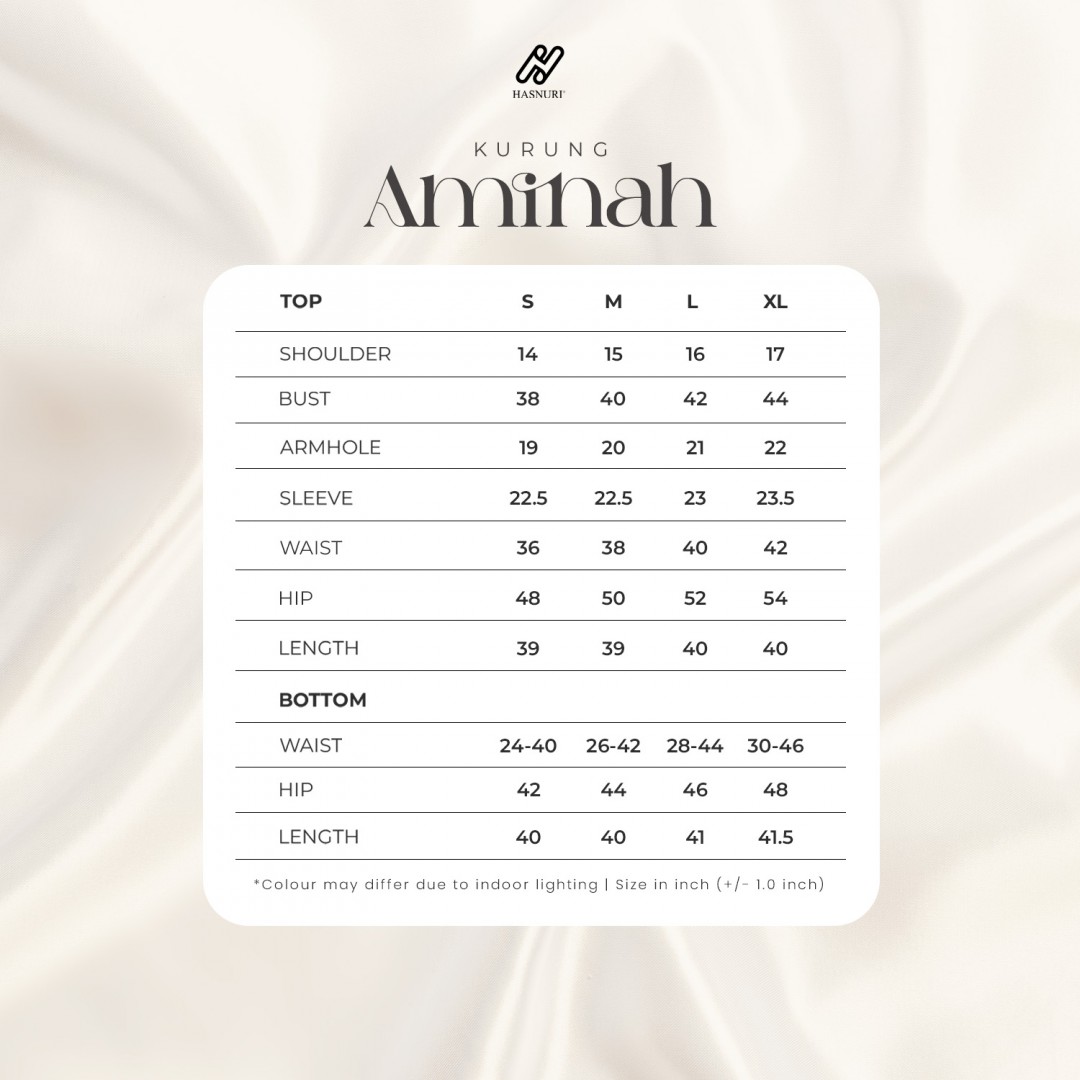 HASNURI
KURUNG
Aminah
TOP S M L XL
SHOULDER 14 15 16 17
BUST 38 40 42 44
ARMHOLE 19 20 21 22
SLEEVE 22.5 22.5 23 23.5
WAIST 36 38 40 42
HIP 48 50 52 54
LENGTH 39 39 40 40
BOTTOM
WAIST 24-40 26-42 28-44 30-46
HIP 42 44 46 48
LENGTH 40 40 41 41.5
*Colour may differ due to indoor lighting | Size in inch (+/- 1.0 inch)